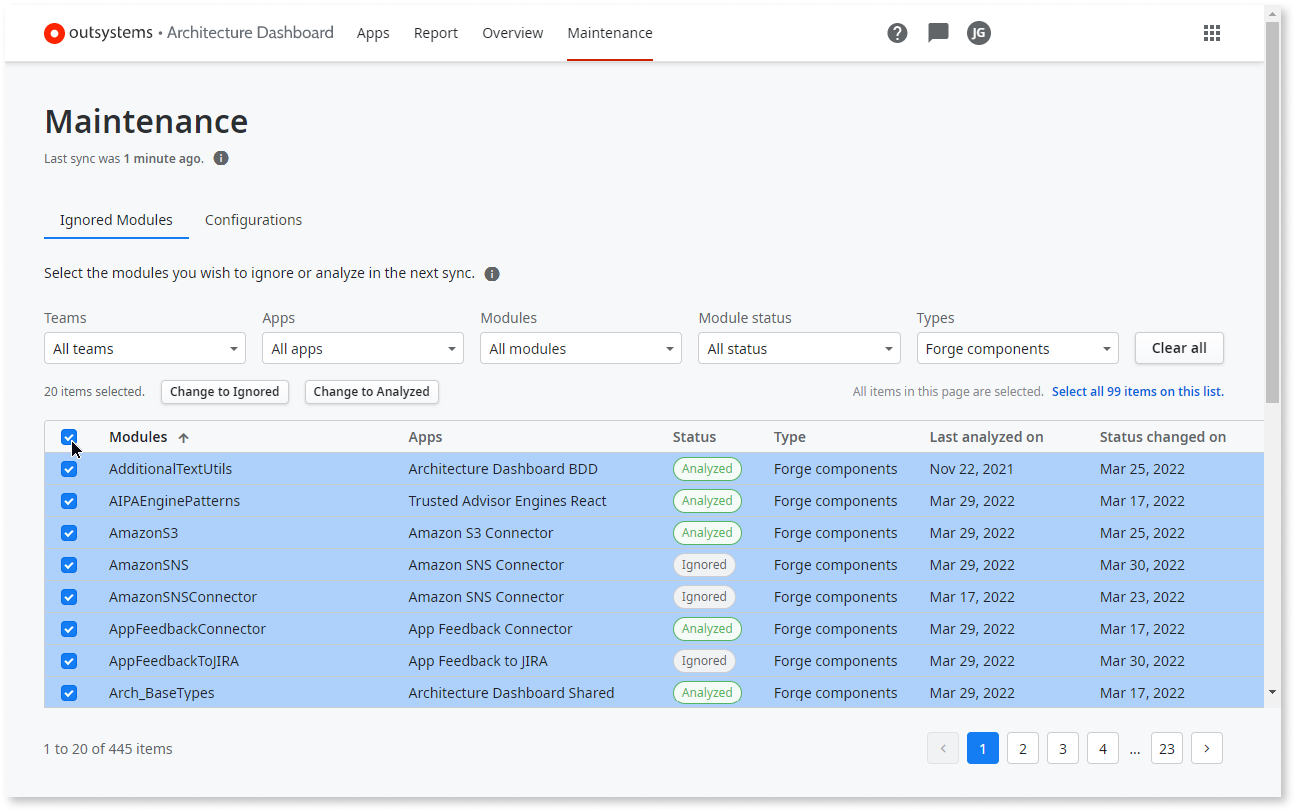 outsystems • Architecture Dashboard Apps Report Overview Maintenance ? JG
Maintenance
Last sync was 1 minute ago. i
Ignored Modules Configurations
Select the modules you wish to ignore or analyze in the next sync. i
Teams Apps Modules Module status Types
All teams All apps All modules All status Forge components Clear all
20 items selected. Change to Ignored Change to Analyzed All items in this page are selected. Select all 99 items on this list.
Modules Apps Status Type Last analyzed on Status changed on
AdditionalTextUtils Architecture Dashboard BDD Analyzed Forge components Nov 22, 2021 Mar 25, 2022
AIPAEnginePatterns Trusted Advisor Engines React Analyzed Forge components Mar 29, 2022 Mar 17, 2022
AmazonS3 Amazon S3 Connector Analyzed Forge components Mar 29, 2022 Mar 25, 2022
AmazonSNS Amazon SNS Connector Ignored Forge components Mar 29, 2022 Mar 30, 2022
AmazonSNSConnector Amazon SNS Connector Ignored Forge components Mar 17, 2022 Mar 23, 2022
AppFeedbackConnector App Feedback Connector Analyzed Forge components Mar 29, 2022 Mar 17, 2022
AppFeedbackToJIRA App Feedback to JIRA Ignored Forge components Mar 29, 2022 Mar 30, 2022
Arch_BaseTypes Architecture Dashboard Shared Analyzed Forge components Mar 29, 2022 Mar 17, 2022
1 to 20 of 445 items 1 2 3 4 ... 23